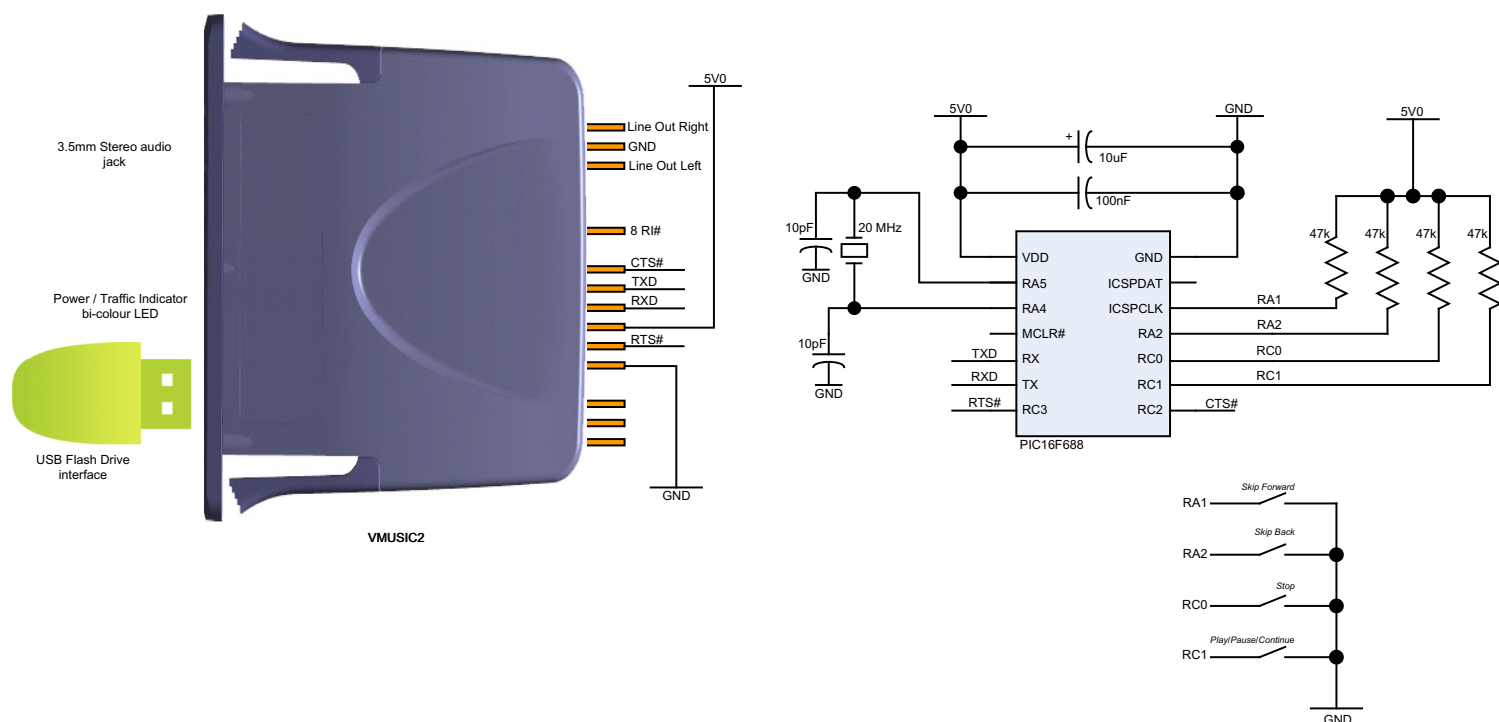 3.5mm Stereo audio
jack
Power / Traffic Indicator
bi-colour LED
USB Flash Drive
interface
VMUSIC2
5V0
Line Out Right
GND
Line Out Left
8 RI#
CTS#
TXD
RXD
RTS#
GND
5V0
GND
+
10uF
100nF
10pF
20 MHz
GND
10pF
GND
VDD
RA5
RA4
MCLR#
RX
TX
RC3
GND
ICSPDAT
ICSPCLK
RA2
RC0
RC1
RC2
PIC16F688
TXD
RXD
RTS#
RA1
RA2
RC0
RC1
CTS#
5V0
47k
47k
47k
47k
RA1
Skip Forward
RA2
Skip Back
RC0
Stop
RC1
Play/Pause/Continue
GND